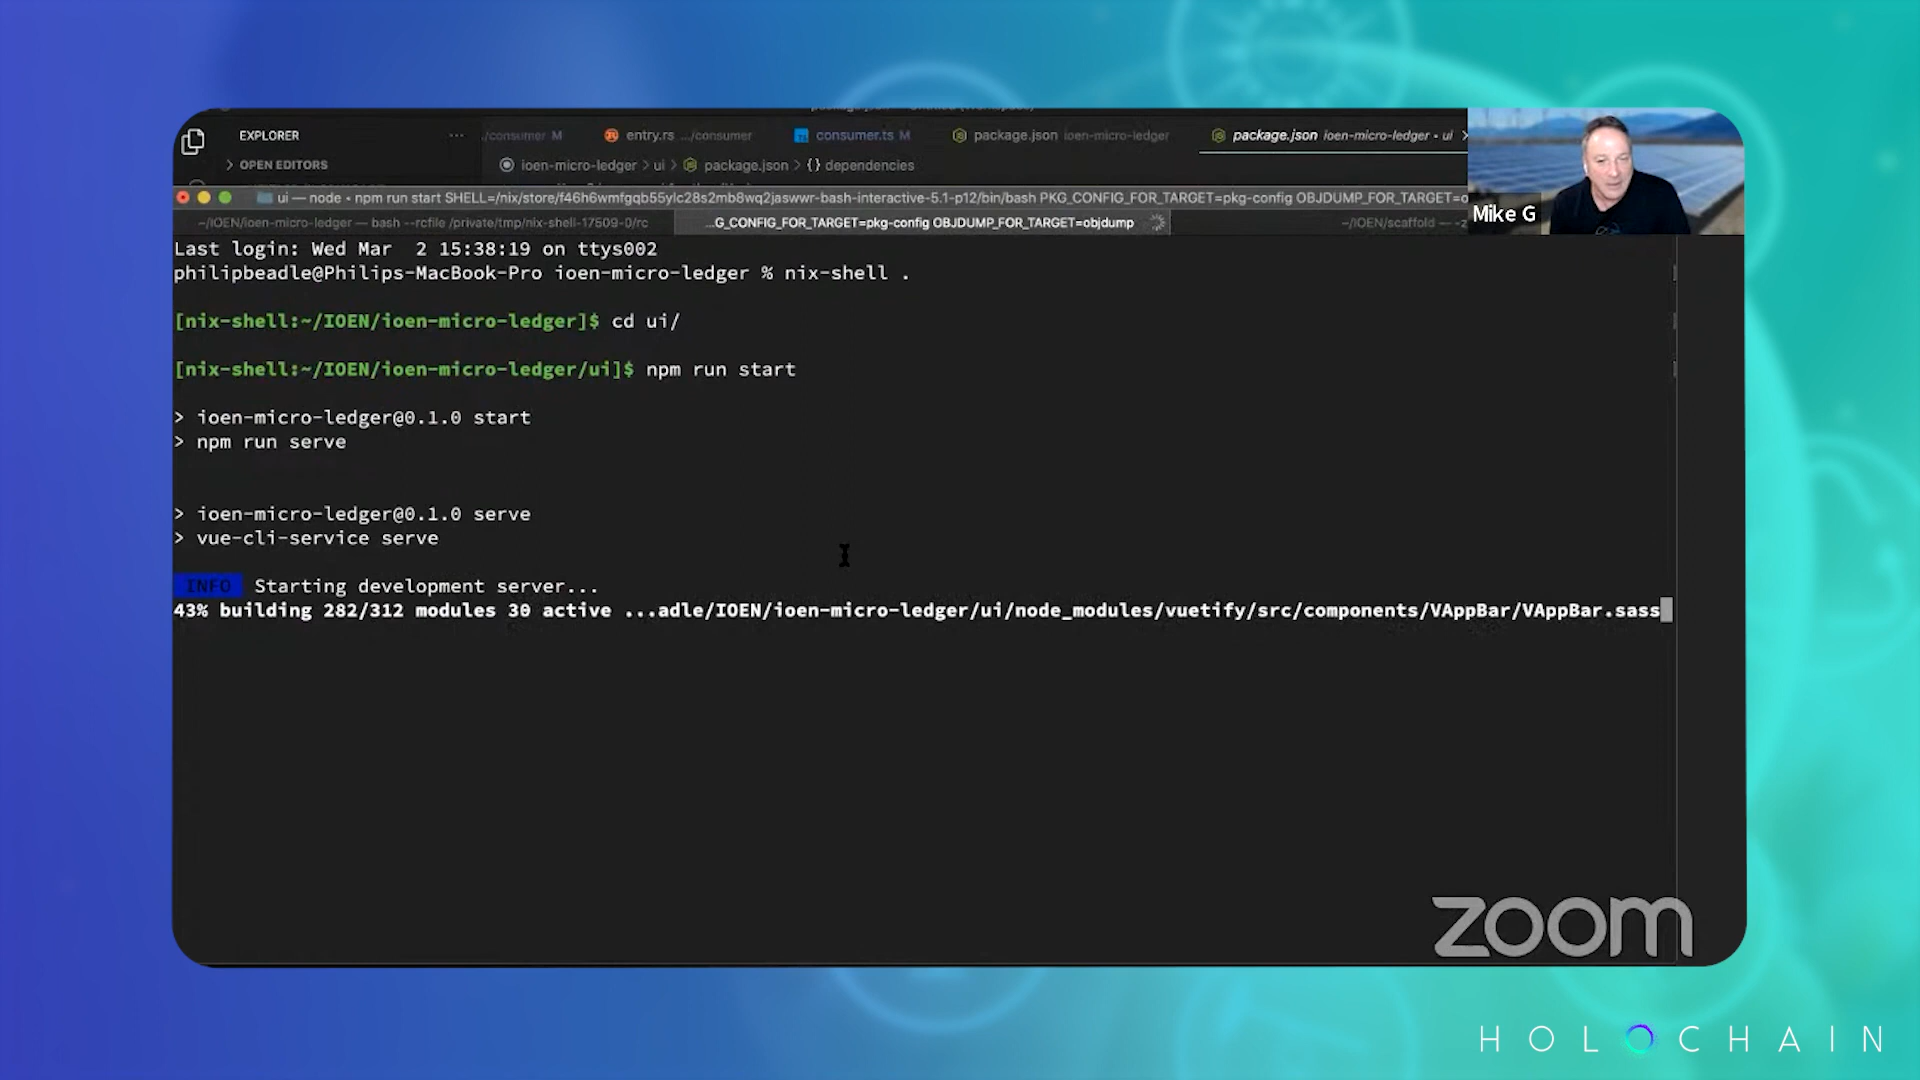 EXPLORER
...
/consumer M
entry.rs .../consumer
TS consumer.ts M
package.json ioen-micro-ledger
package.json ioen-micro-ledger • ui
> OPEN EDITORS
ioen-micro-ledger > ui > package.json > {} dependencies
ui — node • npm run start SHELL=/nix/store/f46h6wmfgqb55ylc28s2mb8wq2jaswwr-bash-interactive-5.1-p12/bin/bash PKG_CONFIG_FOR_TARGET=pkg-config OBJDUMP_FOR_TARGET=o
~/IOEN/ioen-micro-ledger — bash --rcfile /private/tmp/nix-shell-17509-0/rc
...G_CONFIG_FOR_TARGET=pkg-config OBJDUMP_FOR_TARGET=objdump
~/IOEN/scaffold — -z
Mike G
Last login: Wed Mar  2 15:38:19 on ttys002
philipbeadle@Philips-MacBook-Pro ioen-micro-ledger % nix-shell .
[nix-shell:~/IOEN/ioen-micro-ledger]$ cd ui/
[nix-shell:~/IOEN/ioen-micro-ledger/ui]$ npm run start
> ioen-micro-ledger@0.1.0 start
> npm run serve
> ioen-micro-ledger@0.1.0 serve
> vue-cli-service serve
INFO Starting development server...
43% building 282/312 modules 30 active ...adle/IOEN/ioen-micro-ledger/ui/node_modules/vuetify/src/components/VAppBar/VAppBar.sass
zoom
HOLOCHAIN